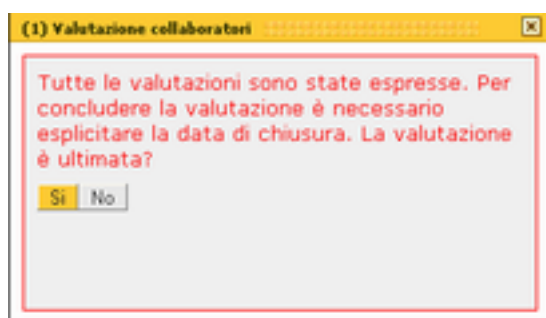 (1) Valutazione collaboratori
Tutte le valutazioni sono state espresse. Per
concludere la valutazione è necessario
esplicitare la data di chiusura. La valutazione
è ultimata?
Si No